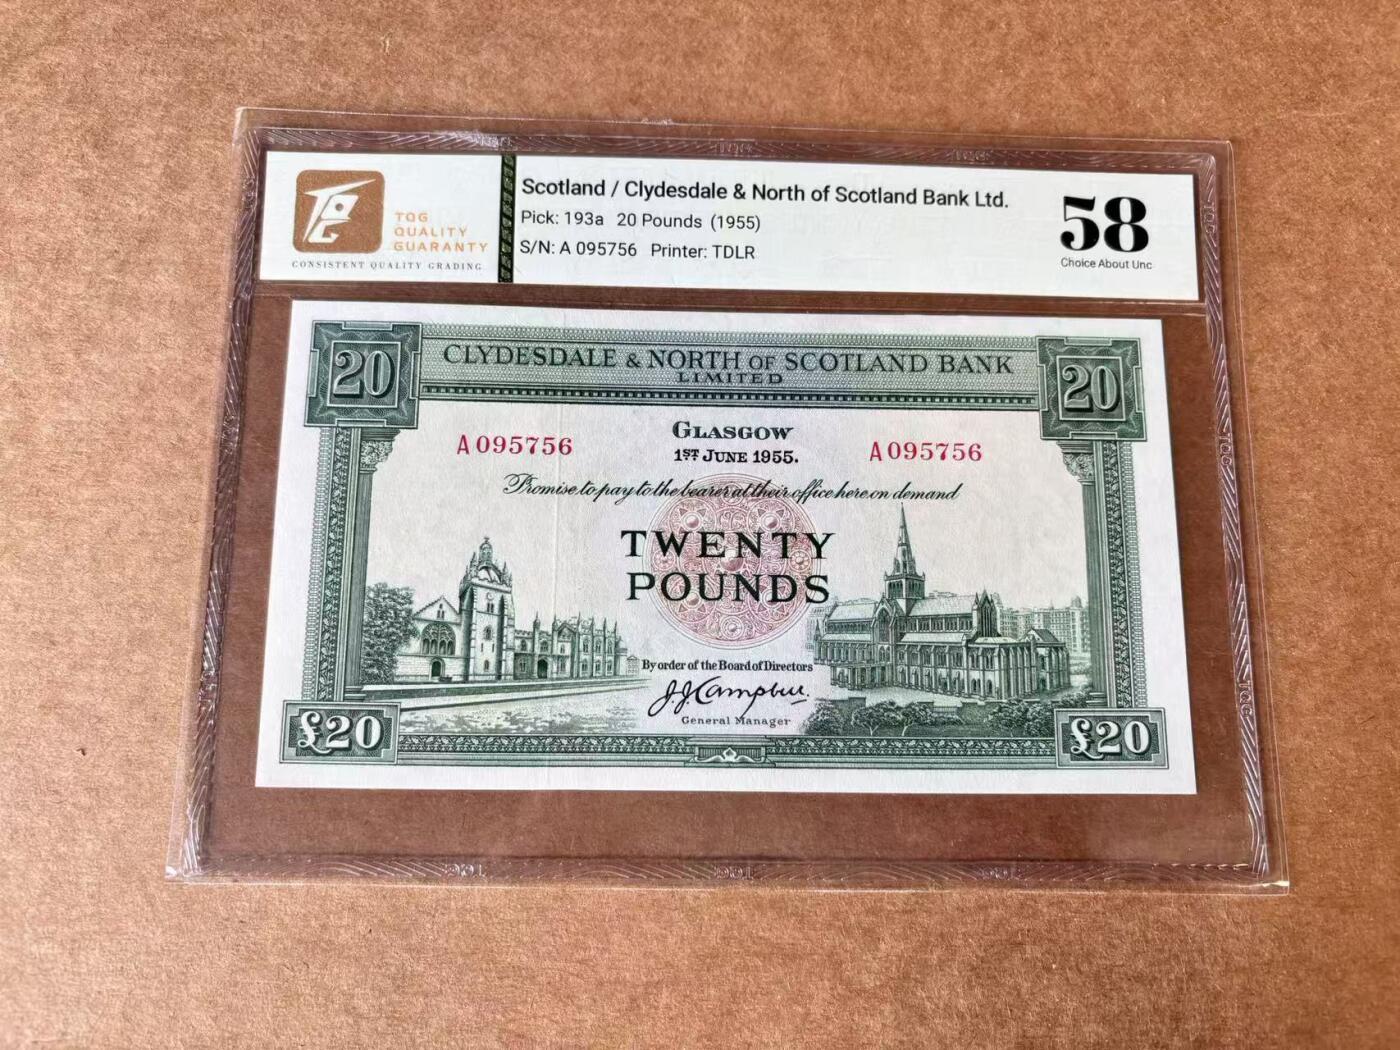 TQG
QUALITY
GUARANTY
CONSISTENT QUALITY GRADING
Scotland / Clydesdale & North of Scotland Bank Ltd.
Pick: 193a 20 Pounds (1955)
S/N: A 095756 Printer: TDLR
58
Choice About Unc
20
CLYDESDALE & NORTH OF SCOTLAND BANK
LIMITED
20
GLASGOW
1ST JUNE 1955.
A 095756
A 095756
Promise to pay to the bearer at their office here on demand
TWENTY
POUNDS
By order of the Board of Directors
J.J. Campbell.
General Manager
£20
£20